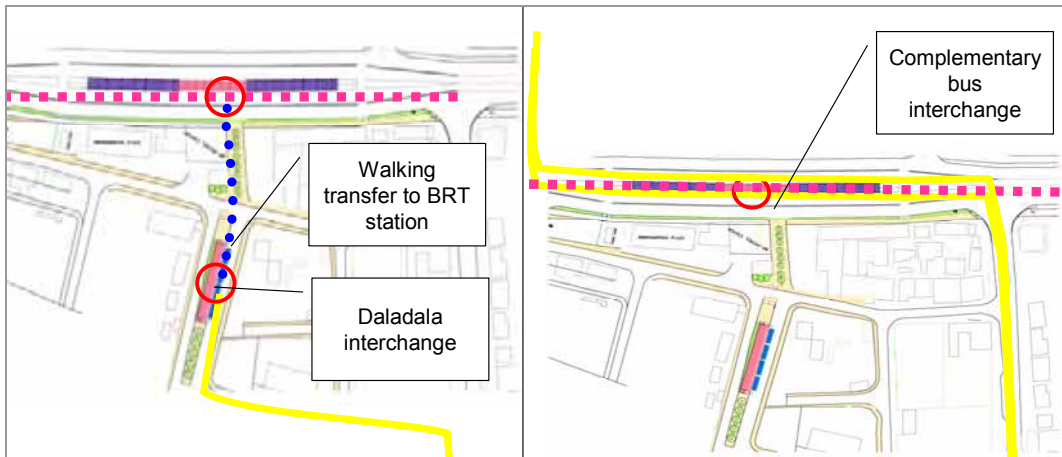 Walking
transfer to BRT
station
Daladala
interchange
Complementary
bus
interchange